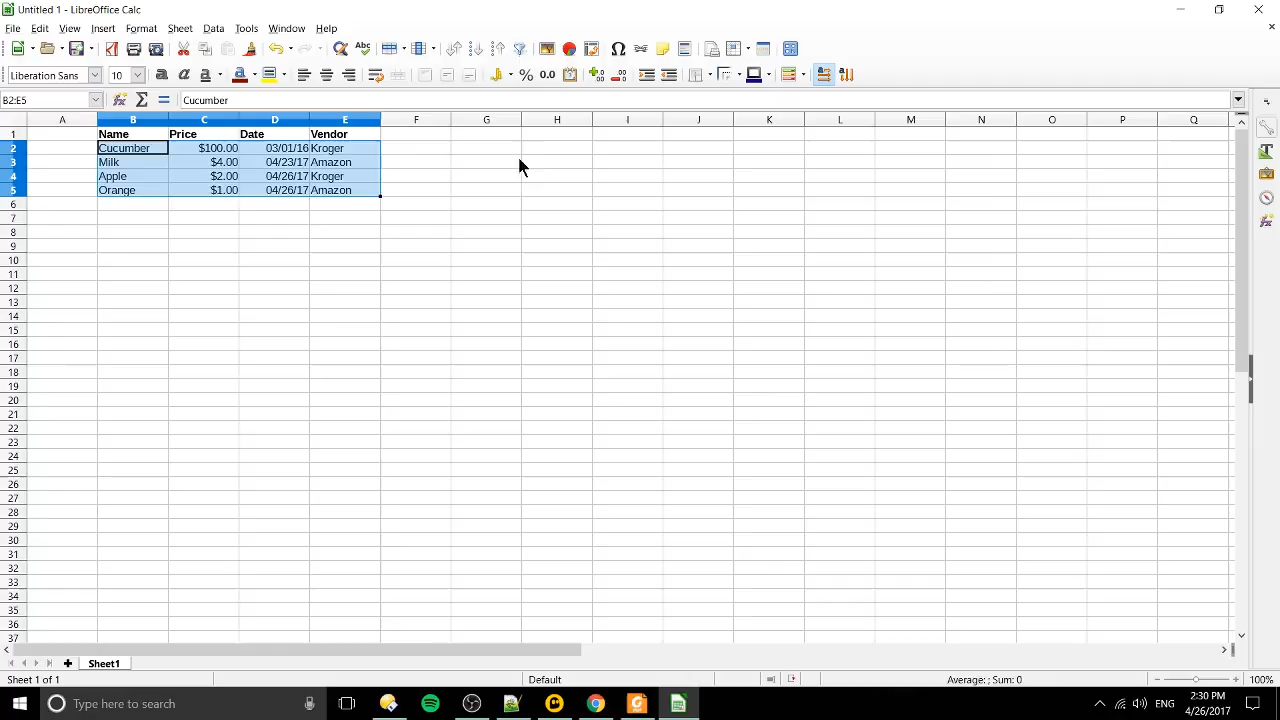 Untitled 1 - LibreOffice Calc
File Edit View Insert Format Sheet Data Tools Window Help
Liberation Sans 10
B2:E5 Cucumber
A B C D E F G H I J K L M N O P Q
1 Name Price Date Vendor
2 Cucumber $100.00 03/01/16 Kroger
3 Milk $4.00 04/23/17 Amazon
4 Apple $2.00 04/26/17 Kroger
5 Orange $1.00 04/26/17 Amazon
6
7
8
9
10
11
12
13
14
15
16
17
18
19
20
21
22
23
24
25
26
27
28
29
30
31
32
33
34
35
36
37
Sheet1
Sheet 1 of 1 Default Average: ; Sum: 0 100%
Type here to search ENG 2:30 PM
4/26/2017